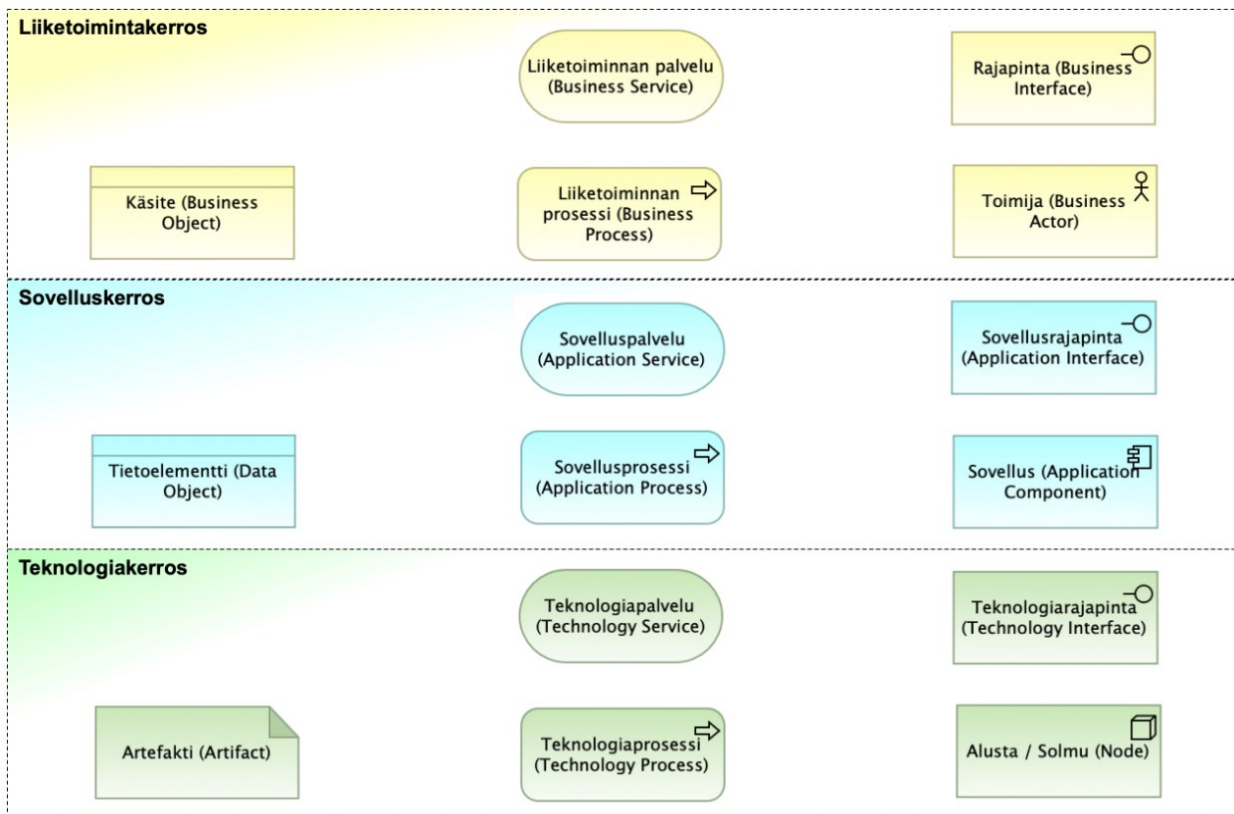 Liiketoimintakerros
Liiketoiminnan palvelu
(Business Service)
Rajapinta (Business
Interface)
Käsite (Business
Object)
Liiketoiminnan
prosessi (Business
Process)
Toimija (Business
Actor)
Sovelluskerros
Sovelluspalvelu
(Application Service)
Sovellusrajapinta
(Application Interface)
Tietoelementti (Data
Object)
Sovellusprosessi
(Application Process)
Sovellus (Application
Component)
Teknologiakerros
Teknologiapalvelu
(Technology Service)
Teknologiarajapinta
(Technology Interface)
Artefakti (Artifact)
Teknologiaprosessi
(Technology Process)
Alusta / Solmu (Node)